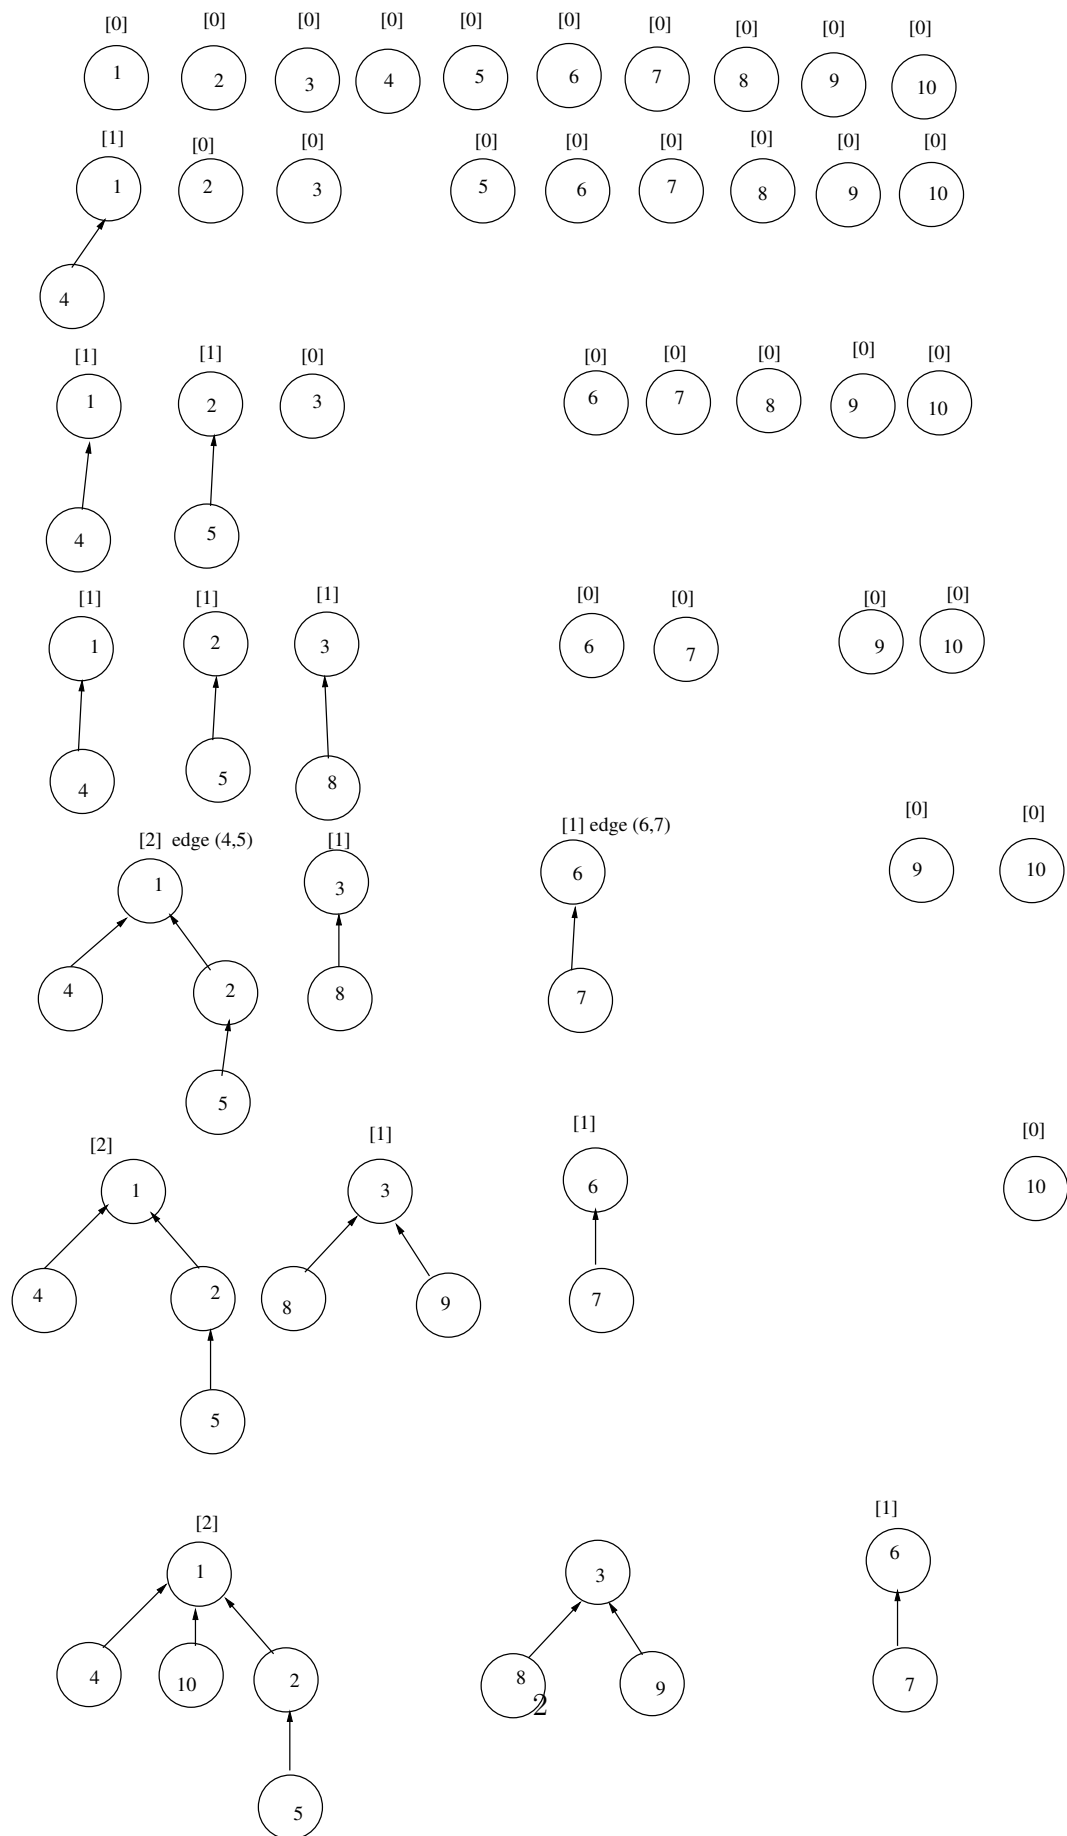 [0] [0] [0] [0] [0] [0] [0] [0] [0] [0]
1 2 3 4 5 6 7 8 9 10
[1] [0] [0] [0] [0] [0] [0] [0] [0]
1 2 3 5 6 7 8 9 10
4
[1] [1] [0] [0] [0] [0] [0] [0]
1 2 3 6 7 8 9 10
4 5
[1] [1] [1] [0] [0] [0] [0]
1 2 3 6 7 9 10
4 5 8
[2] edge (4,5) [1] [1] edge (6,7) [0] [0]
1 3 6 9 10
4 2 8 7
5
[2] [1] [1] [0]
1 3 6 10
4 2 8 9 7
5
[2] [1]
1 3 6
4 10 2 8 9 7
2
5